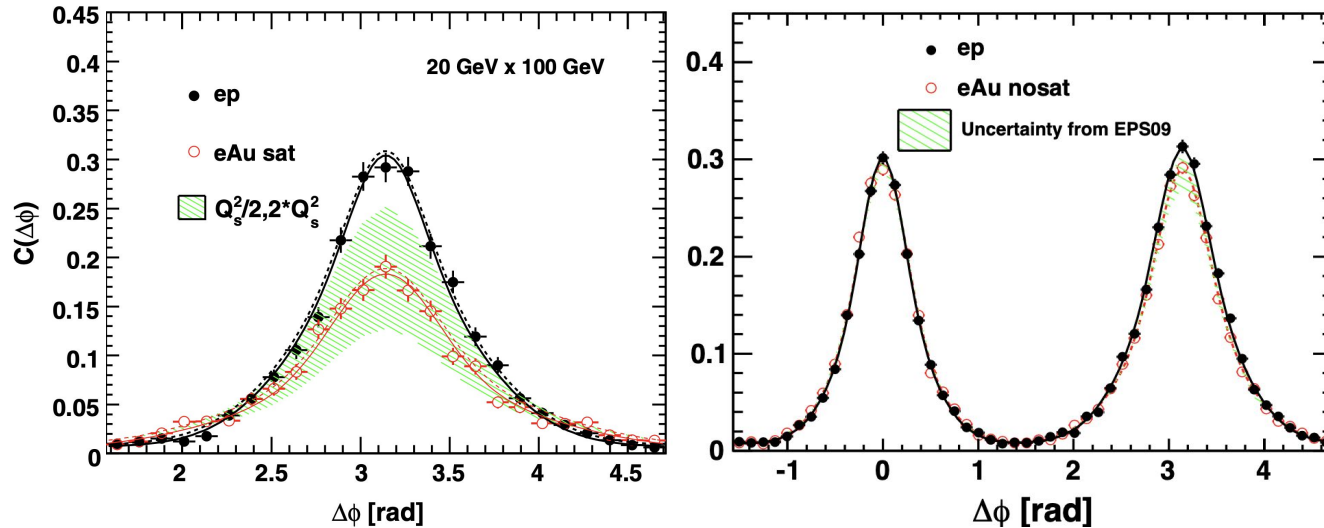 0.45
0.4
0.35
0.3
0.25
0.2
0.15
0.1
0.05
0
C(Δϕ)
20 GeV x 100 GeV
ep
eAu sat
Q_s^2/2,2*Q_s^2
2
2.5
3
3.5
4
4.5
Δϕ [rad]
0.4
0.3
0.2
0.1
0
ep
eAu nosat
Uncertainty from EPS09
-1
0
1
2
3
4
Δϕ [rad]